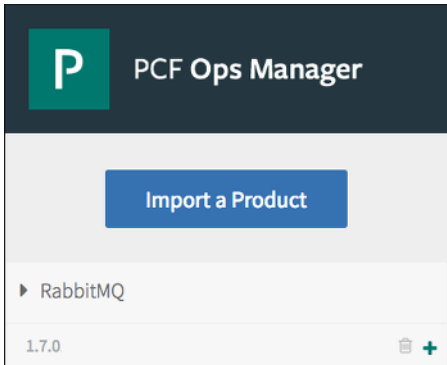 P
PCF Ops Manager
Import a Product
RabbitMQ
1.7.0